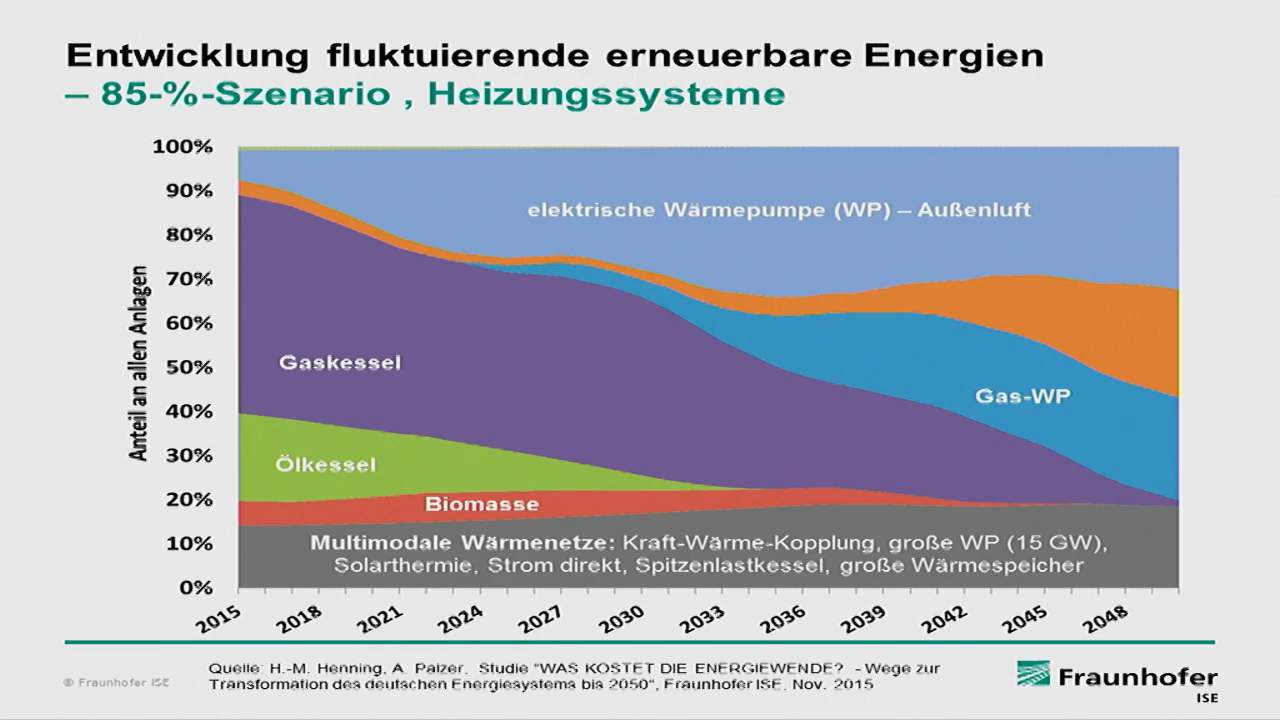 Entwicklung fluktuierende erneuerbare Energien
– 85-%-Szenario , Heizungssysteme
100%
90%
80%
70%
60%
50%
40%
30%
20%
10%
0%
Anteil an allen Anlagen
elektrische Wärmepumpe (WP) – Außenluft
Gaskessel
Gas-WP
Ölkessel
Biomasse
Multimodale Wärmenetze: Kraft-Wärme-Kopplung, große WP (15 GW),
Solarthermie, Strom direkt, Spitzenlastkessel, große Wärmespeicher
2015 2018 2021 2024 2027 2030 2033 2036 2039 2042 2045 2048
© Fraunhofer ISE
Quelle: H.-M. Henning, A. Palzer, Studie "WAS KOSTET DIE ENERGIEWENDE? - Wege zur
Transformation es deutschen Energiesystems bis 2050", Fraunhofer ISE, Nov. 2015
Fraunhofer
ISE